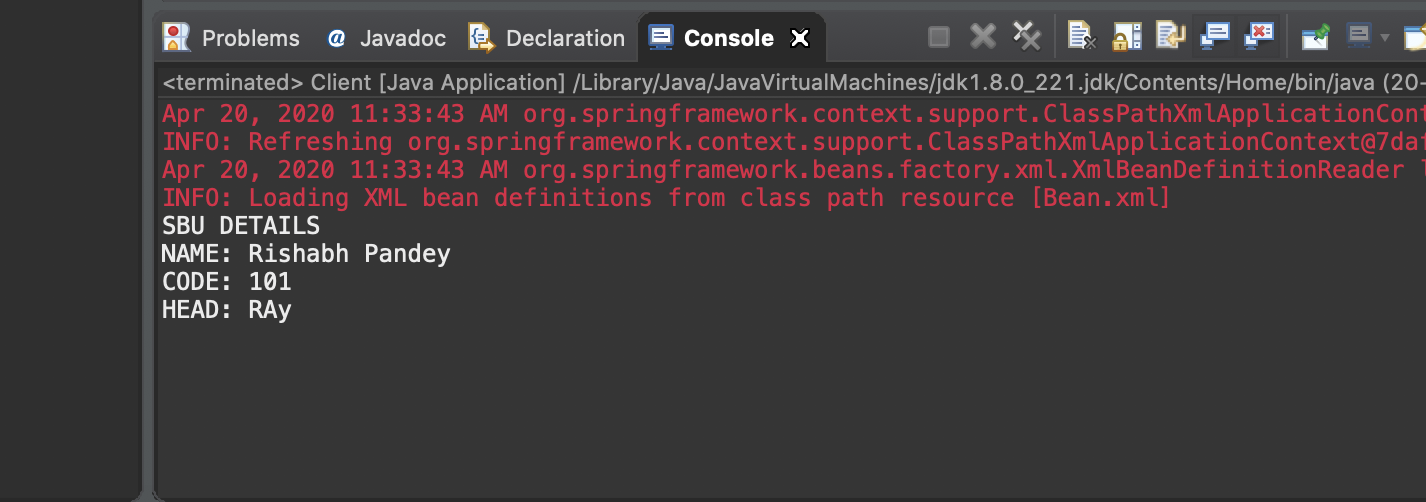 Problems @ Javadoc Declaration Console
<terminated> Client [Java Application] /Library/Java/JavaVirtualMachines/jdk1.8.0_221.jdk/Contents/Home/bin/java (20-
Apr 20, 2020 11:33:43 AM org.springframework.context.support.ClassPathXmlApplicationCont
INFO: Refreshing org.springframework.context.support.ClassPathXmlApplicationContext@7daf
Apr 20, 2020 11:33:43 AM org.springframework.beans.factory.xml.XmlBeanDefinitionReader
INFO: Loading XML bean definitions from class path resource [Bean.xml]
SBU DETAILS
NAME: Rishabh Pandey
CODE: 101
HEAD: RAy